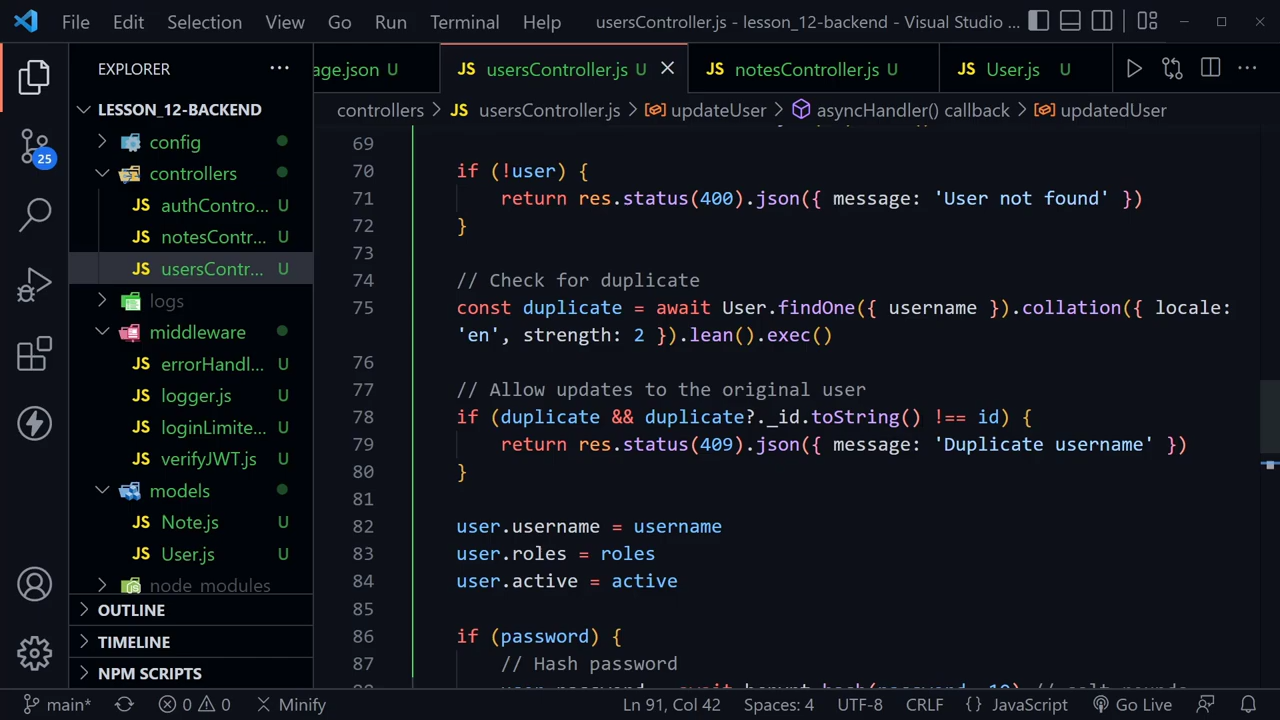 File Edit Selection View Go Run Terminal Help usersController.js - lesson_12-backend - Visual Studio ...
EXPLORER ...
age.json U JS usersController.js U JS notesController.js U JS User.js U ...
controllers > JS usersController.js > updateUser > asyncHandler() callback > updatedUser
LESSON_12-BACKEND
config
controllers
JS authContro... U
JS notesContr... U
JS usersContr... U
logs
middleware
JS errorHandl... U
JS logger.js U
JS loginLimite... U
JS verifyJWT.js U
models
JS Note.js U
JS User.js U
node_modules
OUTLINE
TIMELINE
NPM SCRIPTS
25
69
70 if (!user) {
71 return res.status(400).json({ message: 'User not found' })
72 }
73
74 // Check for duplicate
75 const duplicate = await User.findOne({ username }).collation({ locale:
'en', strength: 2 }).lean().exec()
76
77 // Allow updates to the original user
78 if (duplicate && duplicate?._id.toString() !== id) {
79 return res.status(409).json({ message: 'Duplicate username' })
80 }
81
82 user.username = username
83 user.roles = roles
84 user.active = active
85
86 if (password) {
87 // Hash password
main* 0 0 Minify Ln 91, Col 42 Spaces: 4 UTF-8 CRLF {} JavaScript Go Live